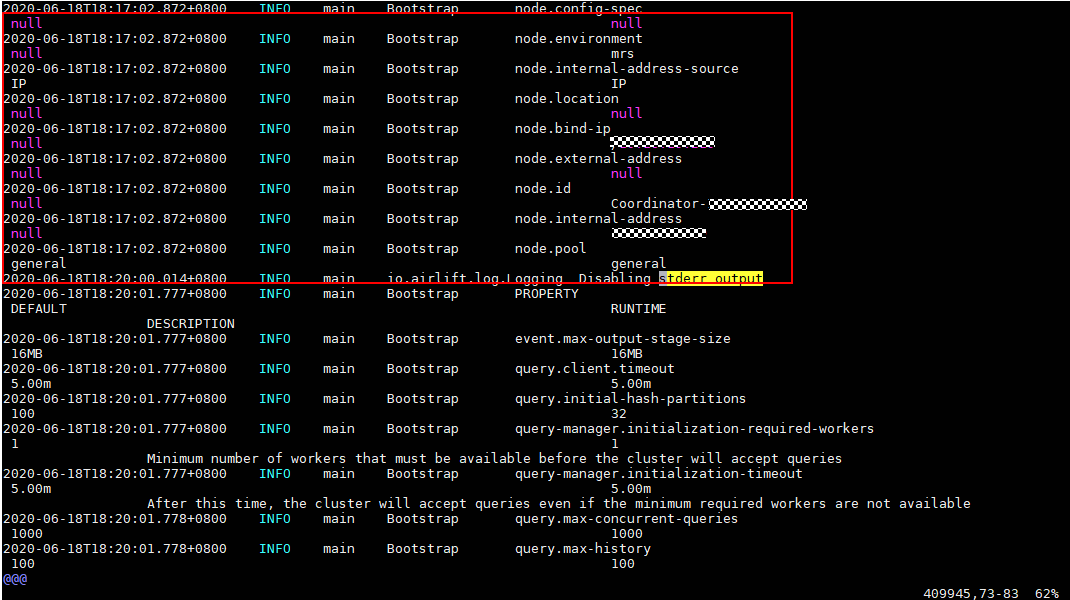 2020-06-18T18:17:02.872+0800 INFO main Bootstrap node.config-spec
null null
2020-06-18T18:17:02.872+0800 INFO main Bootstrap node.environment
null mrs
2020-06-18T18:17:02.872+0800 INFO main Bootstrap node.internal-address-source
IP IP
2020-06-18T18:17:02.872+0800 INFO main Bootstrap node.location
null null
2020-06-18T18:17:02.872+0800 INFO main Bootstrap node.bind-ip
null
2020-06-18T18:17:02.872+0800 INFO main Bootstrap node.external-address
null null
2020-06-18T18:17:02.872+0800 INFO main Bootstrap node.id
null Coordinator-
2020-06-18T18:17:02.872+0800 INFO main Bootstrap node.internal-address
null
2020-06-18T18:17:02.872+0800 INFO main Bootstrap node.pool
general general
2020-06-18T18:20:00.014+0800 INFO main io.airlift.log.Logging Disabling stderr output
2020-06-18T18:20:01.777+0800 INFO main Bootstrap PROPERTY
DEFAULT RUNTIME
DESCRIPTION
2020-06-18T18:20:01.777+0800 INFO main Bootstrap event.max-output-stage-size
16MB 16MB
2020-06-18T18:20:01.777+0800 INFO main Bootstrap query.client.timeout
5.00m 5.00m
2020-06-18T18:20:01.777+0800 INFO main Bootstrap query.initial-hash-partitions
100 32
2020-06-18T18:20:01.777+0800 INFO main Bootstrap query-manager.initialization-required-workers
1 1
Minimum number of workers that must be available before the cluster will accept queries
2020-06-18T18:20:01.777+0800 INFO main Bootstrap query-manager.initialization-timeout
5.00m 5.00m
After this time, the cluster will accept queries even if the minimum required workers are not available
2020-06-18T18:20:01.778+0800 INFO main Bootstrap query.max-concurrent-queries
1000 1000
2020-06-18T18:20:01.778+0800 INFO main Bootstrap query.max-history
100 100
@@@
409945,73-83 62%